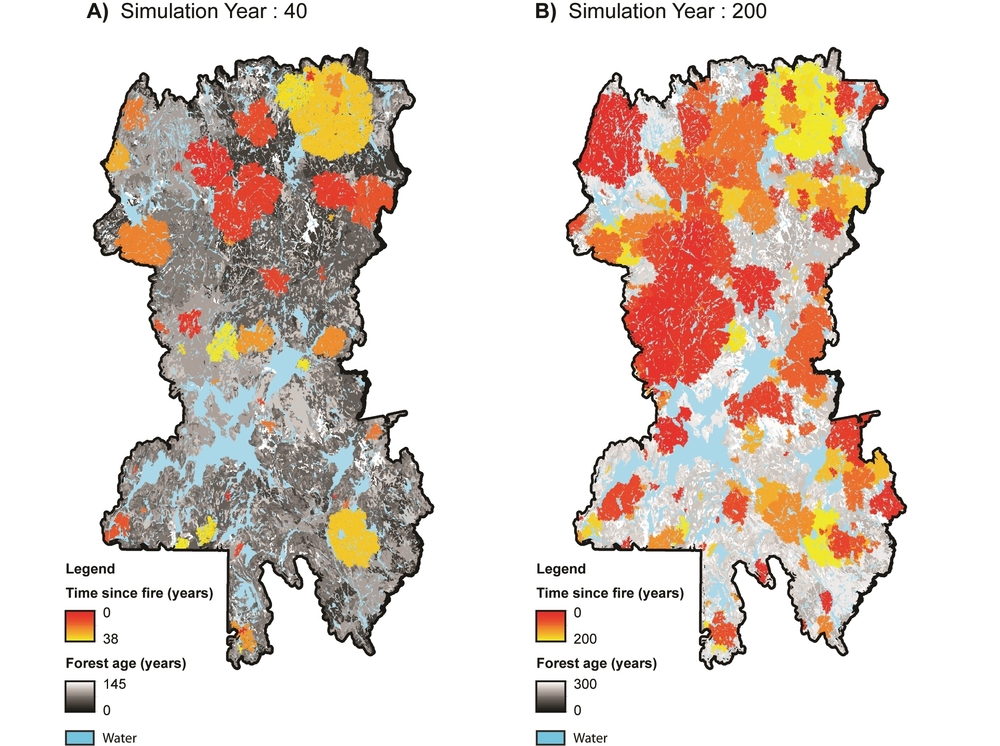 A) Simulation Year : 40
Legend
Time since fire (years)
0
38
Forest age (years)
145
0
Water
B) Simulation Year : 200
Legend
Time since fire (years)
0
200
Forest age (years)
300
0
Water